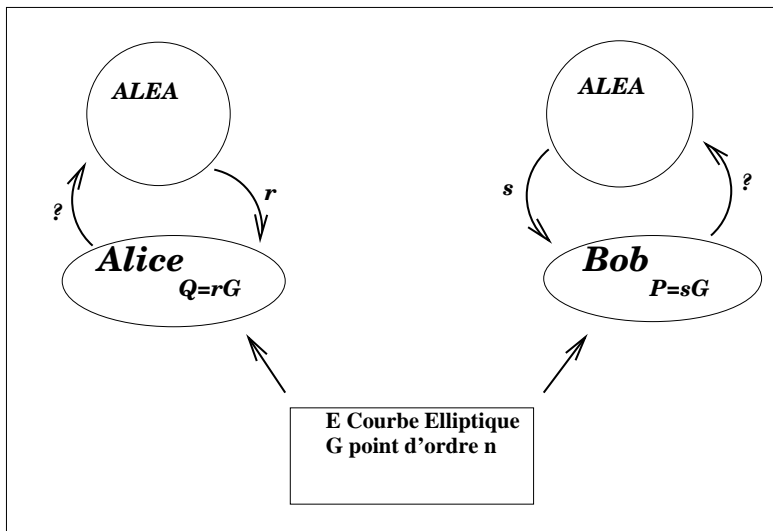 ALEA
ALEA
?
r
s
?
Alice
Q=rG
Bob
P=sG
E Courbe Elliptique
G point d'ordre n